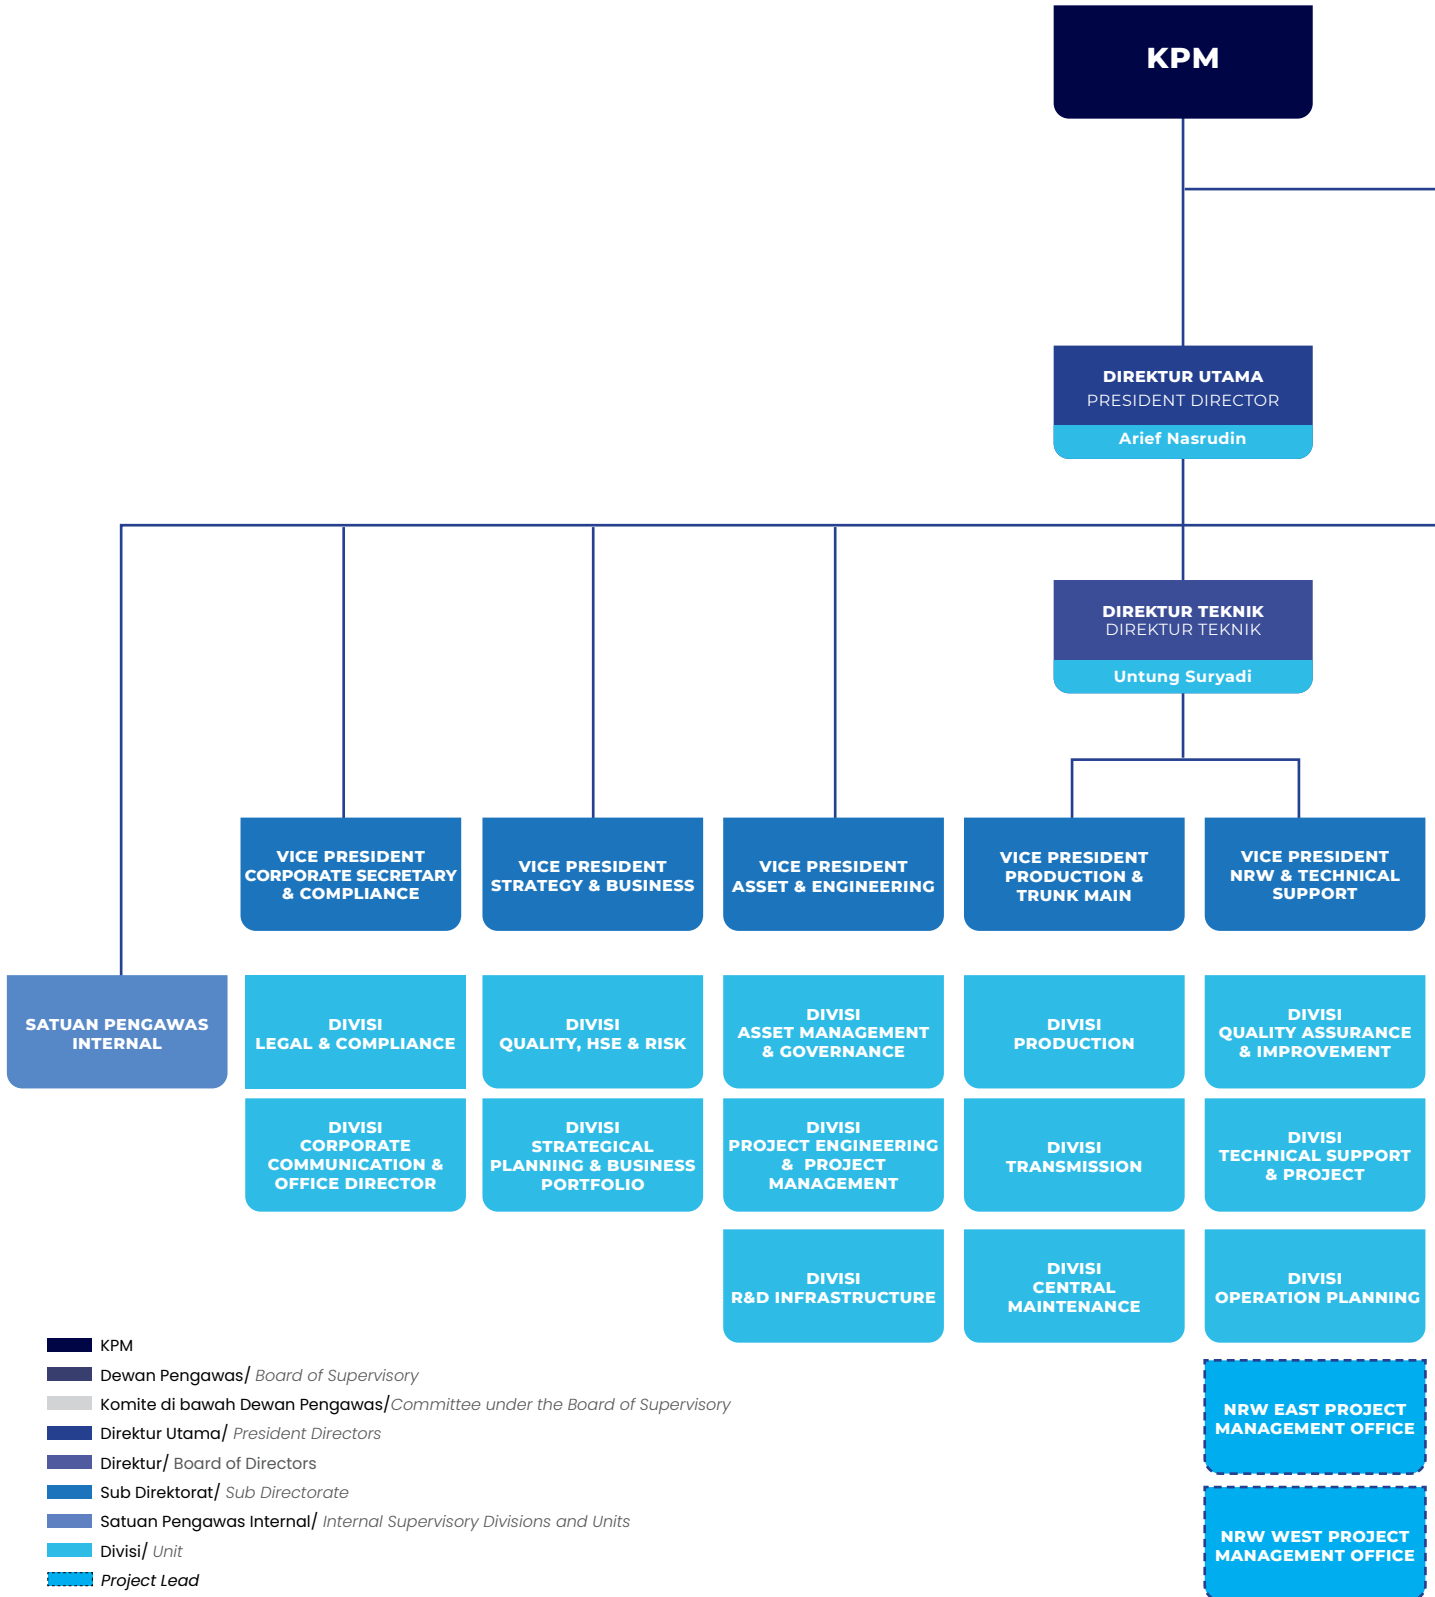 KPM
DIREKTUR UTAMA
PRESIDENT DIRECTOR
Arief Nasrudin
DIREKTUR TEKNIK
DIREKTUR TEKNIK
Untung Suryadi
VICE PRESIDENT
CORPORATE SECRETARY
& COMPLIANCE
VICE PRESIDENT
STRATEGY & BUSINESS
VICE PRESIDENT
ASSET & ENGINEERING
VICE PRESIDENT
PRODUCTION &
TRUNK MAIN
VICE PRESIDENT
NRW & TECHNICAL
SUPPORT
SATUAN PENGAWAS
INTERNAL
DIVISI
LEGAL & COMPLIANCE
DIVISI
QUALITY, HSE & RISK
DIVISI
ASSET MANAGEMENT
& GOVERNANCE
DIVISI
PRODUCTION
DIVISI
QUALITY ASSURANCE
& IMPROVEMENT
DIVISI
CORPORATE
COMMUNICATION &
OFFICE DIRECTOR
DIVISI
STRATEGICAL
PLANNING & BUSINESS
PORTFOLIO
DIVISI
PROJECT ENGINEERING
& PROJECT
MANAGEMENT
DIVISI
TRANSMISSION
DIVISI
TECHNICAL SUPPORT
& PROJECT
DIVISI
R&D INFRASTRUCTURE
DIVISI
CENTRAL
MAINTENANCE
DIVISI
OPERATION PLANNING
NRW EAST PROJECT
MANAGEMENT OFFICE
NRW WEST PROJECT
MANAGEMENT OFFICE
KPM
Dewan Pengawas/ Board of Supervisory
Komite di bawah Dewan Pengawas/Committee under the Board of Supervisory
Direktur Utama/ President Directors
Direktur/ Board of Directors
Sub Direktorat/ Sub Directorate
Satuan Pengawas Internal/ Internal Supervisory Divisions and Units
Divisi/ Unit
Project Lead